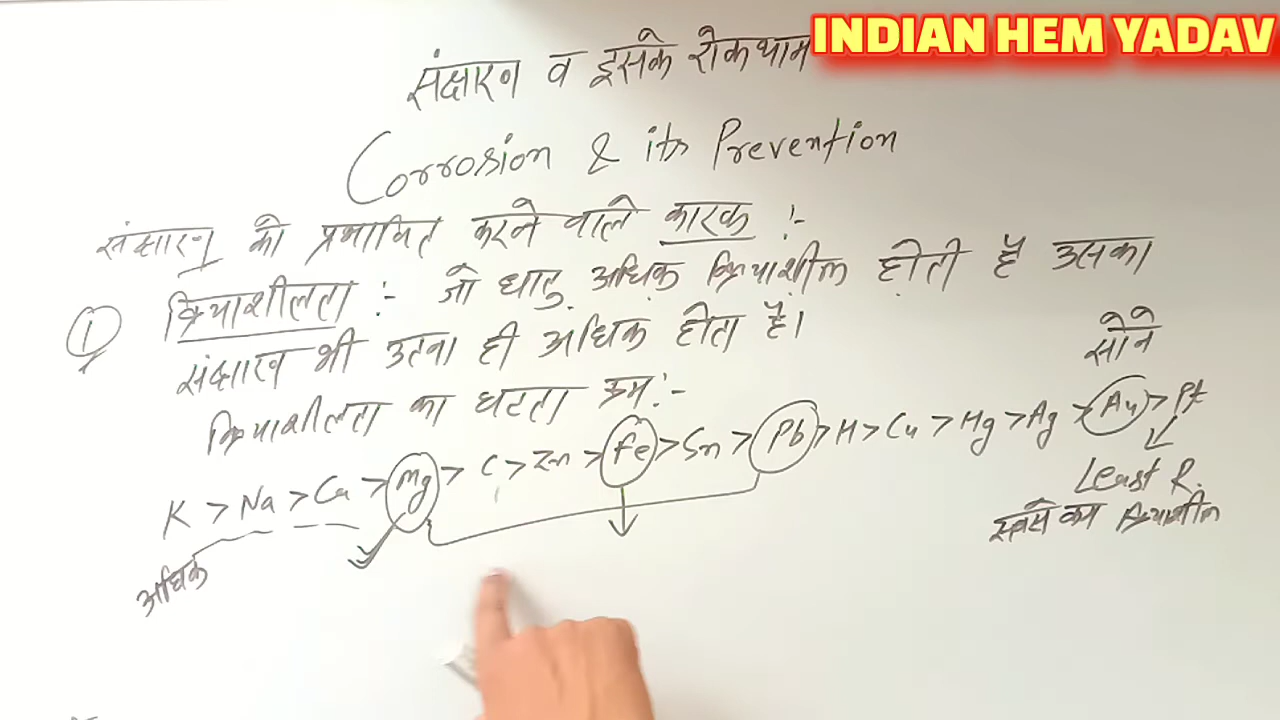 INDIAN HEM YADAV
संक्षारण व इसके रोकथाम
Corrosion & its Prevention
संक्षारण को प्रभावित करने वाले कारक :-
① क्रियाशीलता :- जो धातु अधिक क्रियाशील होती है उसका
संक्षारण भी उतना ही अधिक होता है।
क्रियाशीलता का घटता क्रम :-
सोने
K > Na > Ca > Mg > C > Zn > Fe > Sn > Pb > H > Cu > Hg > Ag > Au > Pt
अधिक
Least R.
सबसे कम क्रियाशील